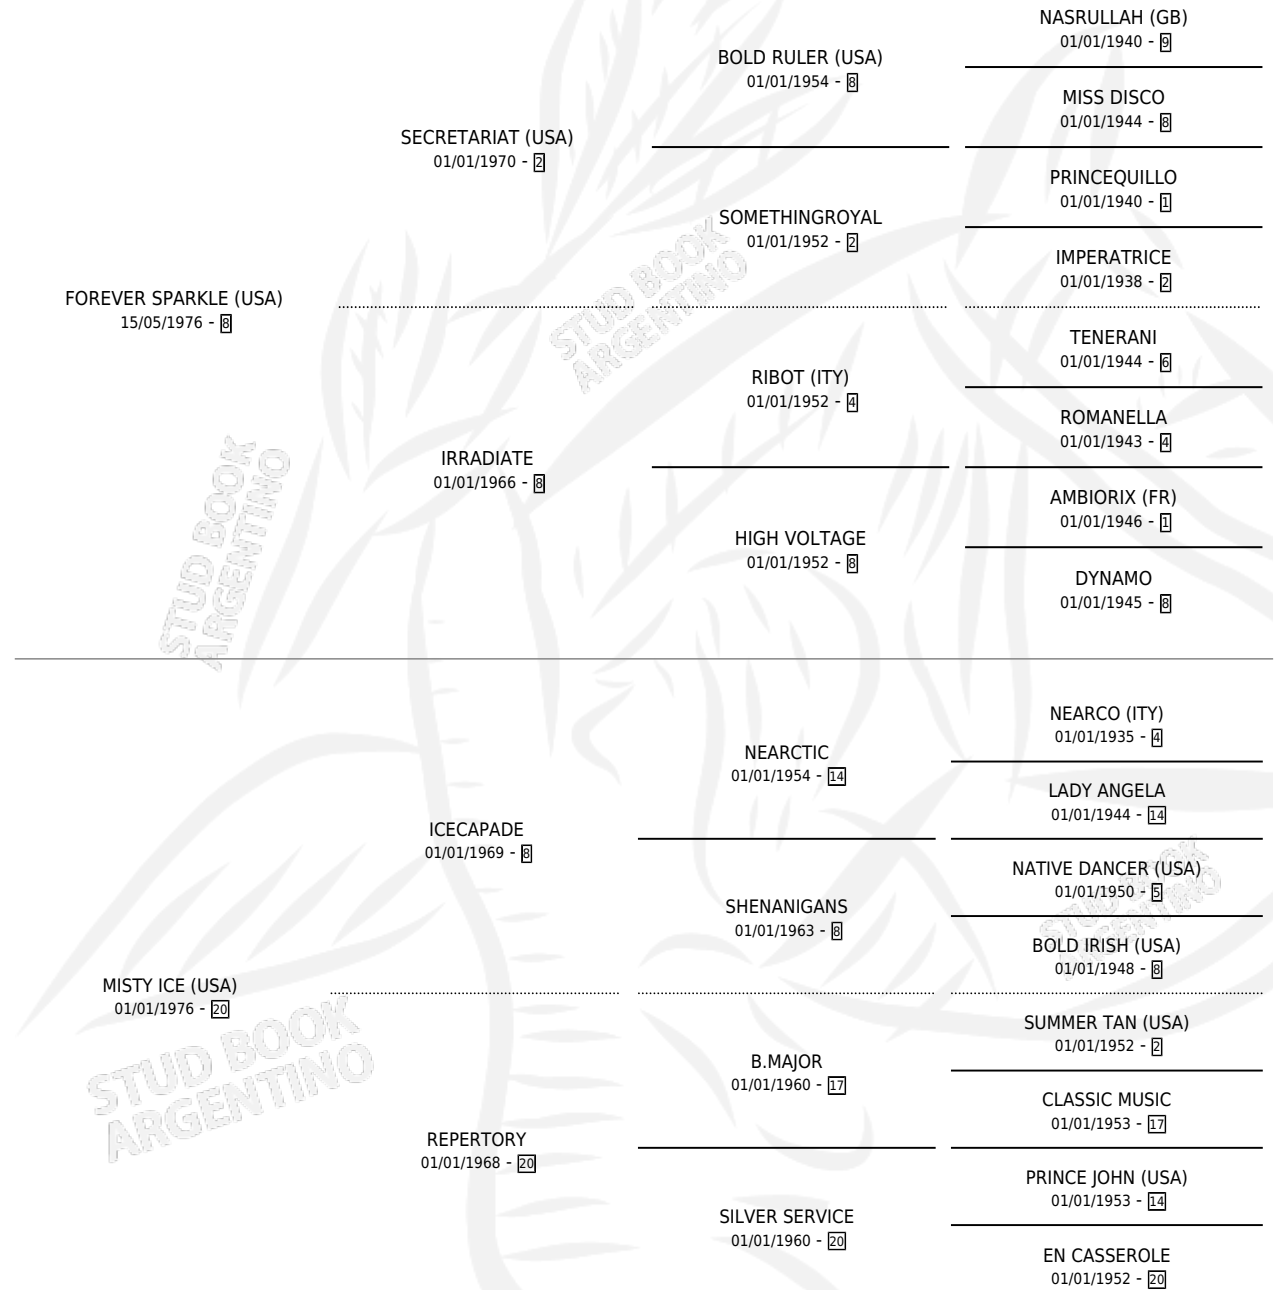 NASRULLAH (GB)
01/01/1940 - 9
BOLD RULER (USA)
01/01/1954 - 8
MISS DISCO
01/01/1944 - 8
SECRETARIAT (USA)
01/01/1970 - 2
PRINCEQUILLO
01/01/1940 - 1
SOMETHINGROYAL
01/01/1952 - 2
IMPERATRICE
01/01/1938 - 2
FOREVER SPARKLE (USA)
15/05/1976 - 8
TENERANI
01/01/1944 - 6
RIBOT (ITY)
01/01/1952 - 4
ROMANELLA
01/01/1943 - 4
IRRADIATE
01/01/1966 - 8
AMBIORIX (FR)
01/01/1946 - 1
HIGH VOLTAGE
01/01/1952 - 8
DYNAMO
01/01/1945 - 8
NEARCO (ITY)
01/01/1935 - 4
NEARCTIC
01/01/1954 - 14
LADY ANGELA
01/01/1944 - 14
ICECAPADE
01/01/1969 - 8
NATIVE DANCER (USA)
01/01/1950 - 5
SHENANIGANS
01/01/1963 - 8
BOLD IRISH (USA)
01/01/1948 - 8
MISTY ICE (USA)
01/01/1976 - 20
SUMMER TAN (USA)
01/01/1952 - 2
B.MAJOR
01/01/1960 - 17
CLASSIC MUSIC
01/01/1953 - 17
REPERTORY
01/01/1968 - 20
PRINCE JOHN (USA)
01/01/1953 - 14
SILVER SERVICE
01/01/1960 - 20
EN CASSEROLE
01/01/1952 - 20
STUD BOOK
ARGENTINO
STUD BOOK
ARGENTINO
STUD BOOK
ARGENTINO
STUD BOOK
ARGENTINO